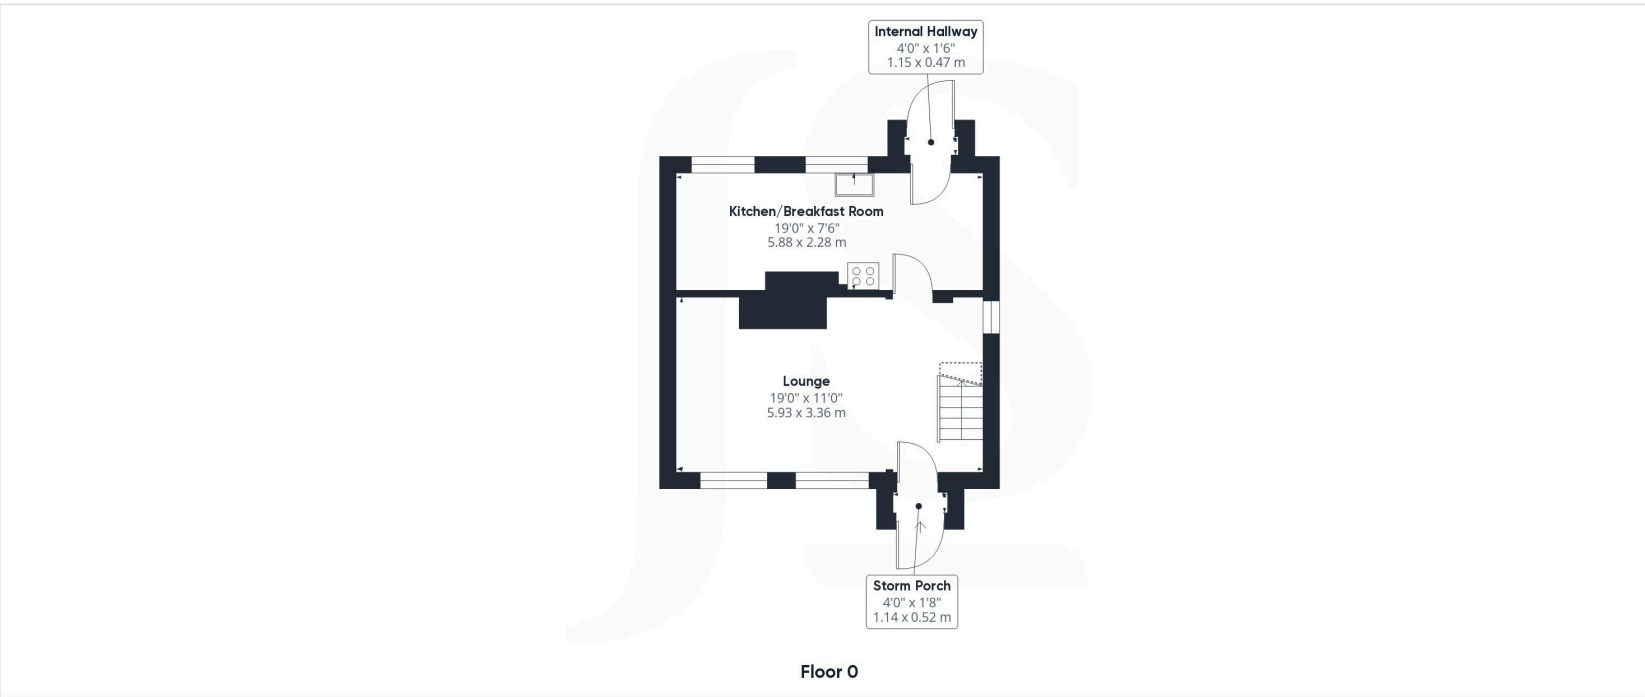 Internal Hallway
4'0" x 1'6"
1.15 x 0.47 m
Kitchen/Breakfast Room
19'0" x 7'6"
5.88 x 2.28 m
Lounge
19'0" x 11'0"
5.93 x 3.36 m
Storm Porch
4'0" x 1'8"
1.14 x 0.52 m
Floor 0